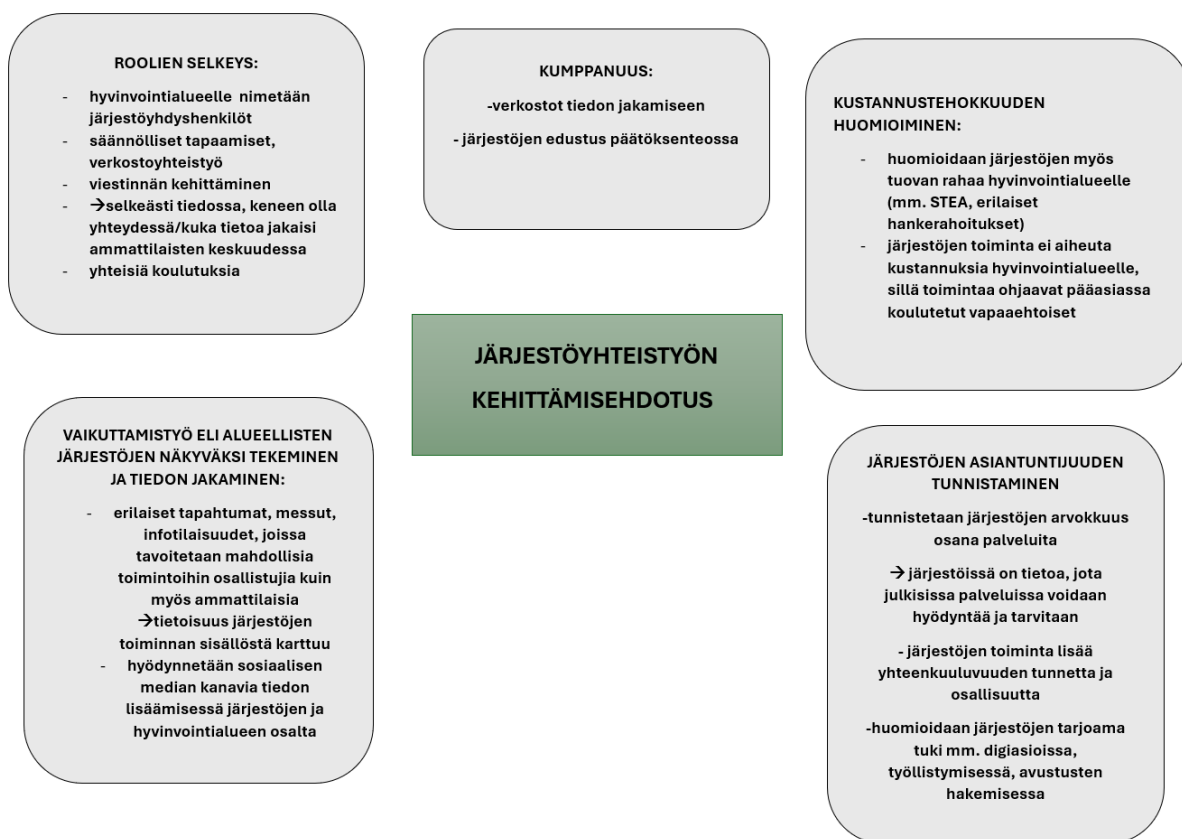 ROOLIEN SELKEYS:
- hyvinvointialueelle nimetään
järjestöyhdyshenkilöt
- säännölliset tapaamiset,
verkostoyhteistyö
- viestinnän kehittäminen
- →selkeästi tiedossa, keneen olla
yhteydessä/kuka tietoa jakaisi
ammattilaisten keskuudessa
- yhteisiä koulutuksia
KUMPPANUUS:
-verkostot tiedon jakamiseen
- järjestöjen edustus päätöksenteossa
KUSTANNUSTEHOKKUUDEN
HUOMIOIMINEN:
- huomioidaan järjestöjen myös
tuovan rahaa hyvinvointialueelle
(mm. STEA, erilaiset
hankerahoitukset)
- järjestöjen toiminta ei aiheuta
kustannuksia hyvinvointialueelle,
sillä toimintaa ohjaavat pääasiassa
koulutetut vapaaehtoiset
JÄRJESTÖYHTEISTYÖN
KEHITTÄMISEHDOTUS
VAIKUTTAMISTYÖ ELI ALUEELLISTEN
JÄRJESTÖJEN NÄKYVÄKSI TEKEMINEN
JA TIEDON JAKAMINEN:
- erilaiset tapahtumat, messut,
infotilaisuudet, joissa
tavoitetaan mahdollisia
toimintoihin osallistujia kuin
myös ammattilaisia
→tietoisuus järjestöjen
toiminnan sisällöstä karttuu
- hyödynnetään sosiaalisen
median kanavia tiedon
lisäämisessä järjestöjen ja
hyvinvointialueen osalta
JÄRJESTÖJEN ASIANTUNTIJUUDEN
TUNNISTAMINEN
-tunnistetaan järjestöjen arvokkuus
osana palveluita
→ järjestöissä on tietoa, jota
julkisissa palveluissa voidaan
hyödyntää ja tarvitaan
- järjestöjen toiminta lisää
yhteenkuuluvuuden tunnetta ja
osallisuutta
-huomioidaan järjestöjen tarjoama
tuki mm. digiasioissa,
työllistymisessä, avustusten
hakemisessa